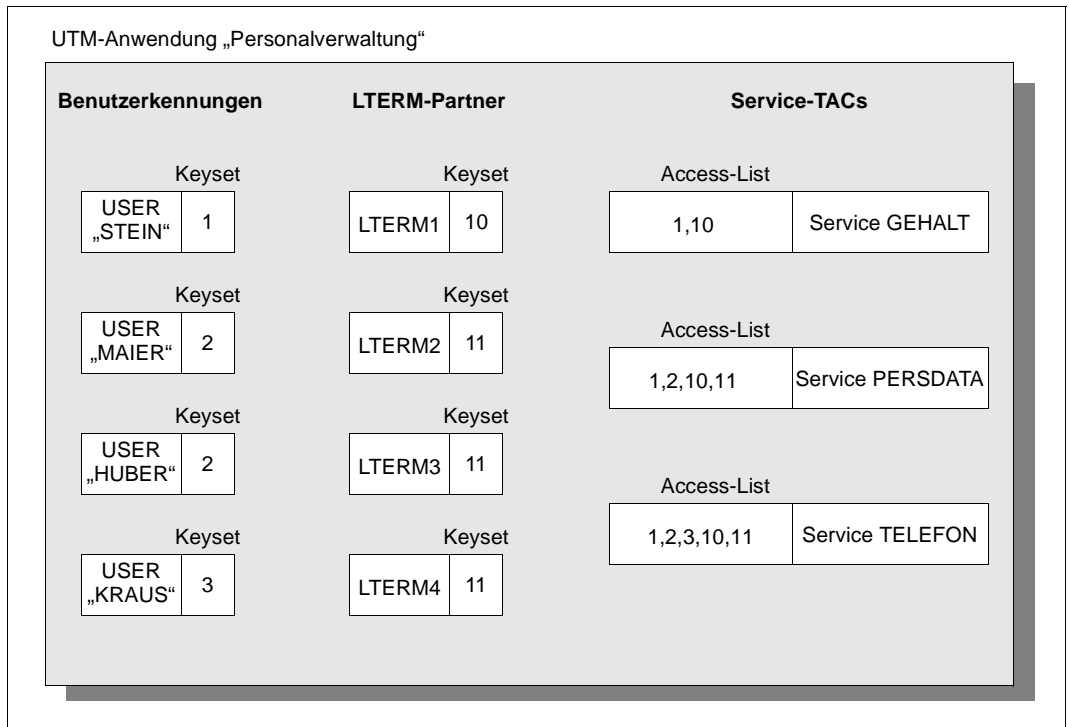 UTM-Anwendung „Personalverwaltung“
Benutzerkennungen
LTERM-Partner
Service-TACs
Keyset
USER
„STEIN“
1
Keyset
LTERM1
10
Access-List
1,10
Service GEHALT
Keyset
USER
„MAIER“
2
Keyset
LTERM2
11
Access-List
1,2,10,11
Service PERSDATA
Keyset
USER
„HUBER“
2
Keyset
LTERM3
11
Access-List
1,2,3,10,11
Service TELEFON
Keyset
USER
„KRAUS“
3
Keyset
LTERM4
11